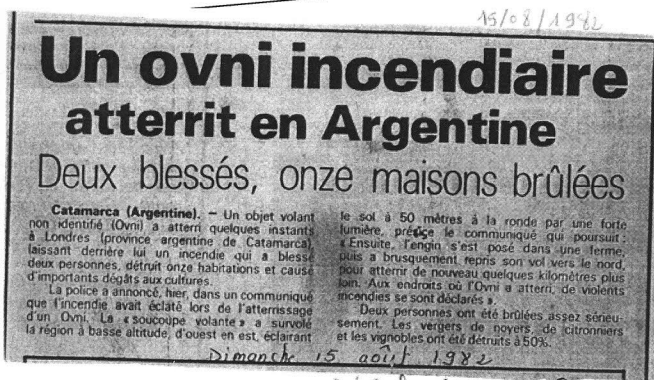 15/08/1982
Un ovni incendiaire
atterrit en Argentine
Deux blessés, onze maisons brûlées
Catamarca (Argentine). – Un objet volant
non identifié (Ovni) a atterri quelques instants
à Londres (province argentine de Catamarca),
laissant derrière lui un incendie qui a blessé
deux personnes, détruit onze habitations et causé
d'importants dégâts aux cultures.
La police a annoncé, hier, dans un communiqué
que l'incendie avait éclaté lors de l'atterrissage
d'un Ovni. La « soucoupe volante » a survolé
la région à basse altitude, d'ouest en est, éclairant
le sol à 50 mètres à la ronde par une forte
lumière, précise le communiqué qui poursuit :
« Ensuite, l'engin s'est posé dans une ferme,
puis a brusquement repris son vol vers le nord,
pour atterrir de nouveau quelques kilomètres plus
loin. Aux endroits où l'Ovni a atterri, de violents
incendies se sont déclarés ».
Deux personnes ont été brûlées assez sérieu-
sement. Les vergers de noyers, de citronniers
et les vignobles ont été détruits à 50%.
Dimanche 15 août 1982